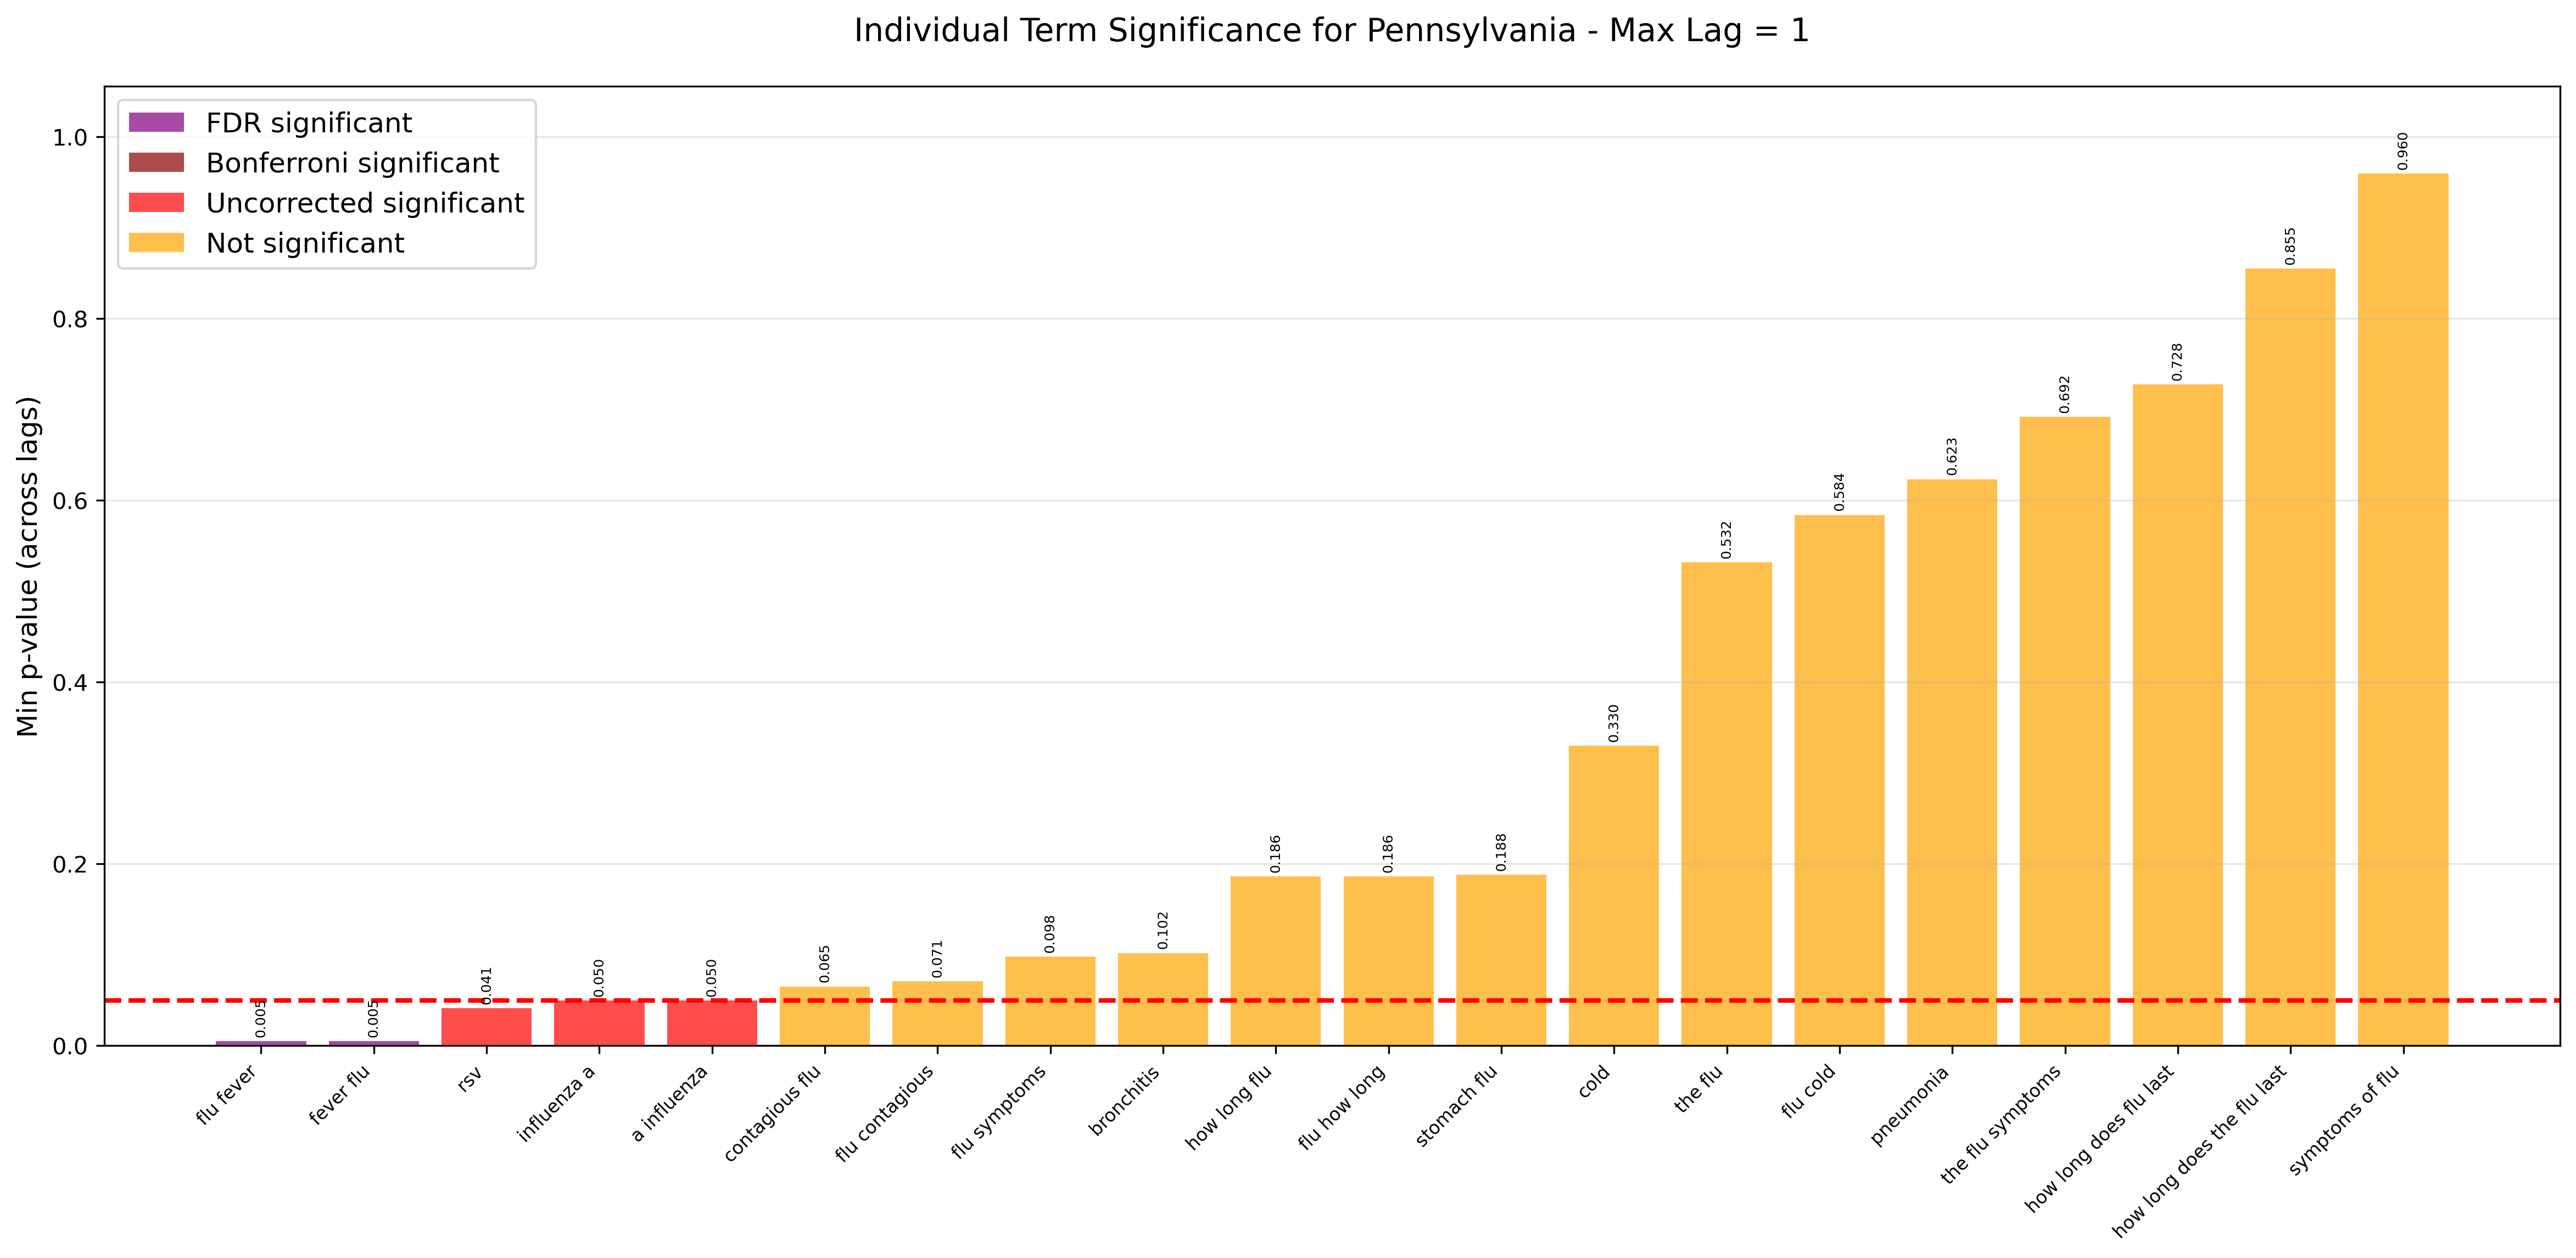 Individual Term Significance for Pennsylvania - Max Lag = 1
FDR significant
Bonferroni significant
Uncorrected significant
Not significant
Min p-value (across lags)
1.0
0.8
0.6
0.4
0.2
0.0
0.005
0.005
0.041
0.050
0.050
0.065
0.071
0.098
0.102
0.186
0.186
0.188
0.330
0.532
0.584
0.623
0.692
0.728
0.855
0.960
flu fever
fever flu
rsv
influenza a
a influenza
contagious flu
flu contagious
flu symptoms
bronchitis
how long flu
flu how long
stomach flu
cold
the flu
flu cold
pneumonia
the flu symptoms
how long does flu last
how long does the flu last
symptoms of flu